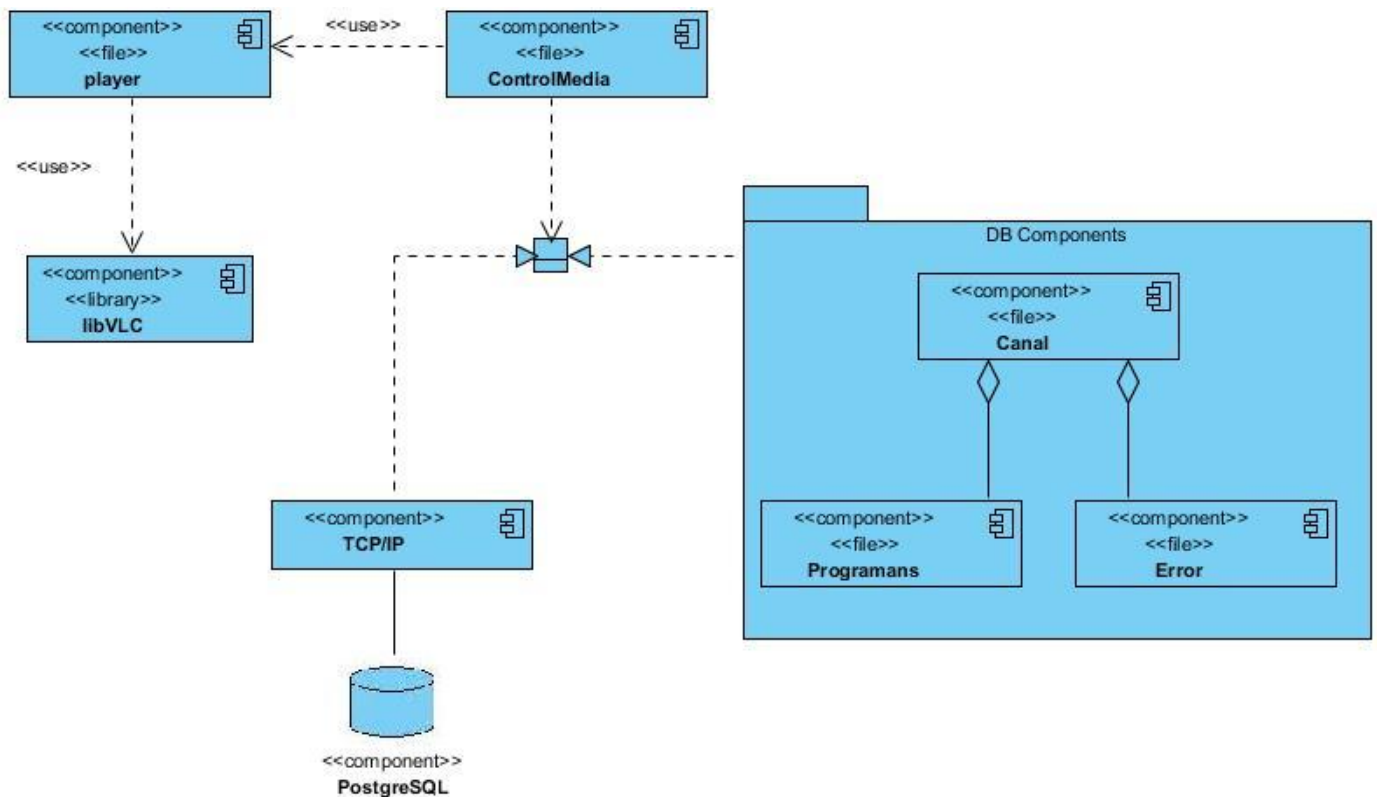 <<component>>
<<file>>
player
<<use>>
<<component>>
<<file>>
ControlMedia
<<use>>
<<component>>
<<library>>
libVLC
DB Components
<<component>>
<<file>>
Canal
<<component>>
<<file>>
Programans
<<component>>
<<file>>
Error
<<component>>
TCP/IP
<<component>>
PostgreSQL